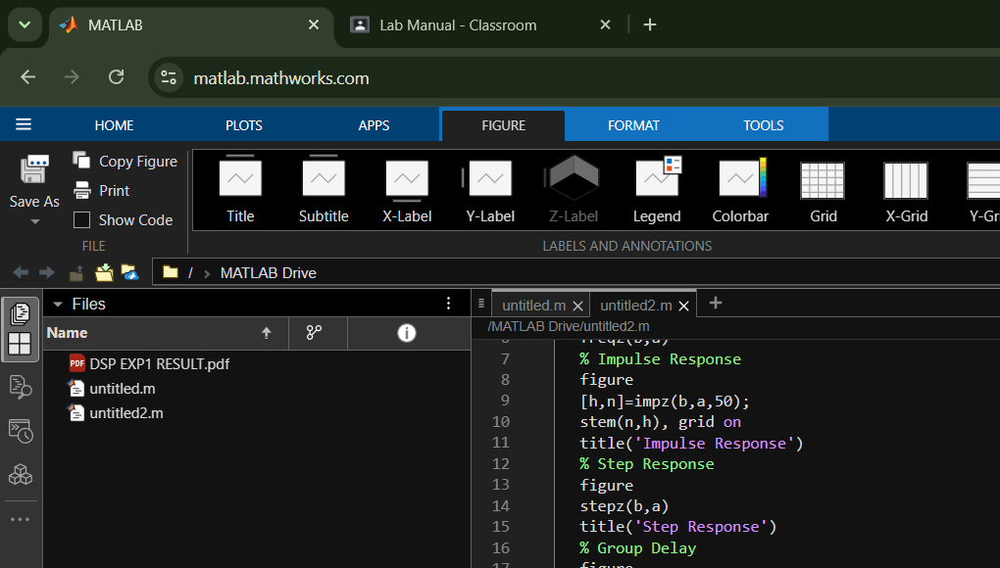 MATLAB
Lab Manual - Classroom
matlab.mathworks.com
HOME PLOTS APPS FIGURE FORMAT TOOLS
Save As
Copy Figure
Print
Show Code
FILE
Title Subtitle X-Label Y-Label Z-Label Legend Colorbar Grid X-Grid
LABELS AND ANNOTATIONS
/ > MATLAB Drive
Files
Name
PDF DSP EXP1 RESULT.pdf
untitled.m
untitled2.m
untitled.m untitled2.m
/MATLAB Drive/untitled2.m
freqz(b,a)
7 % Impulse Response
8 figure
9 [h,n]=impz(b,a,50);
10 stem(n,h), grid on
11 title('Impulse Response')
12 % Step Response
13 figure
14 stepz(b,a)
15 title('Step Response')
16 % Group Delay
17 figure